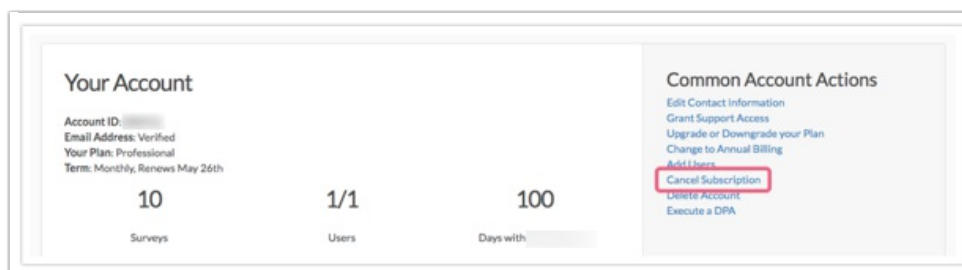 Your Account
Account ID:
Email Address: Verified
Your Plan: Professional
Term: Monthly, Renews May 26th
10
1/1
100
Surveys
Users
Days with
Common Account Actions
Edit Contact Information
Grant Support Access
Upgrade or Downgrade your Plan
Change to Annual Billing
Add Users
Cancel Subscription
Delete Account
Execute a DPA